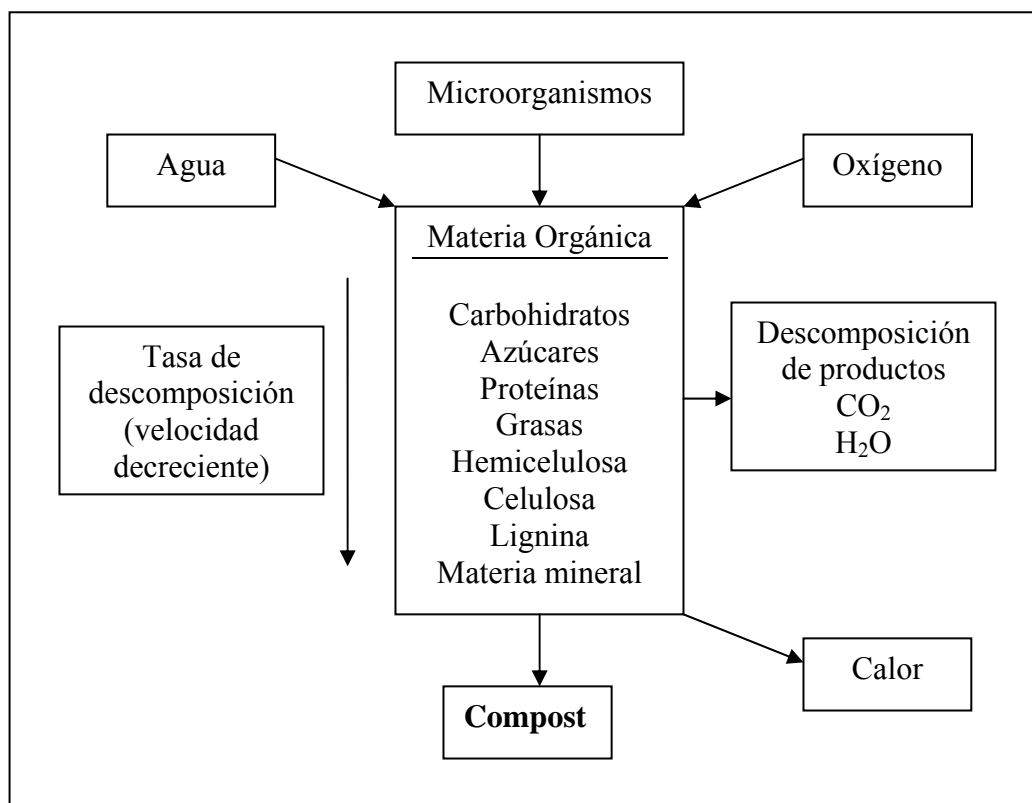 Microorganismos
Agua
Oxígeno
Materia Orgánica
Carbohidratos
Azúcares
Proteínas
Grasas
Hemicelulosa
Celulosa
Lignina
Materia mineral
Tasa de
descomposición
(velocidad
decreciente)
Descomposición
de productos
CO₂
H₂O
Calor
Compost